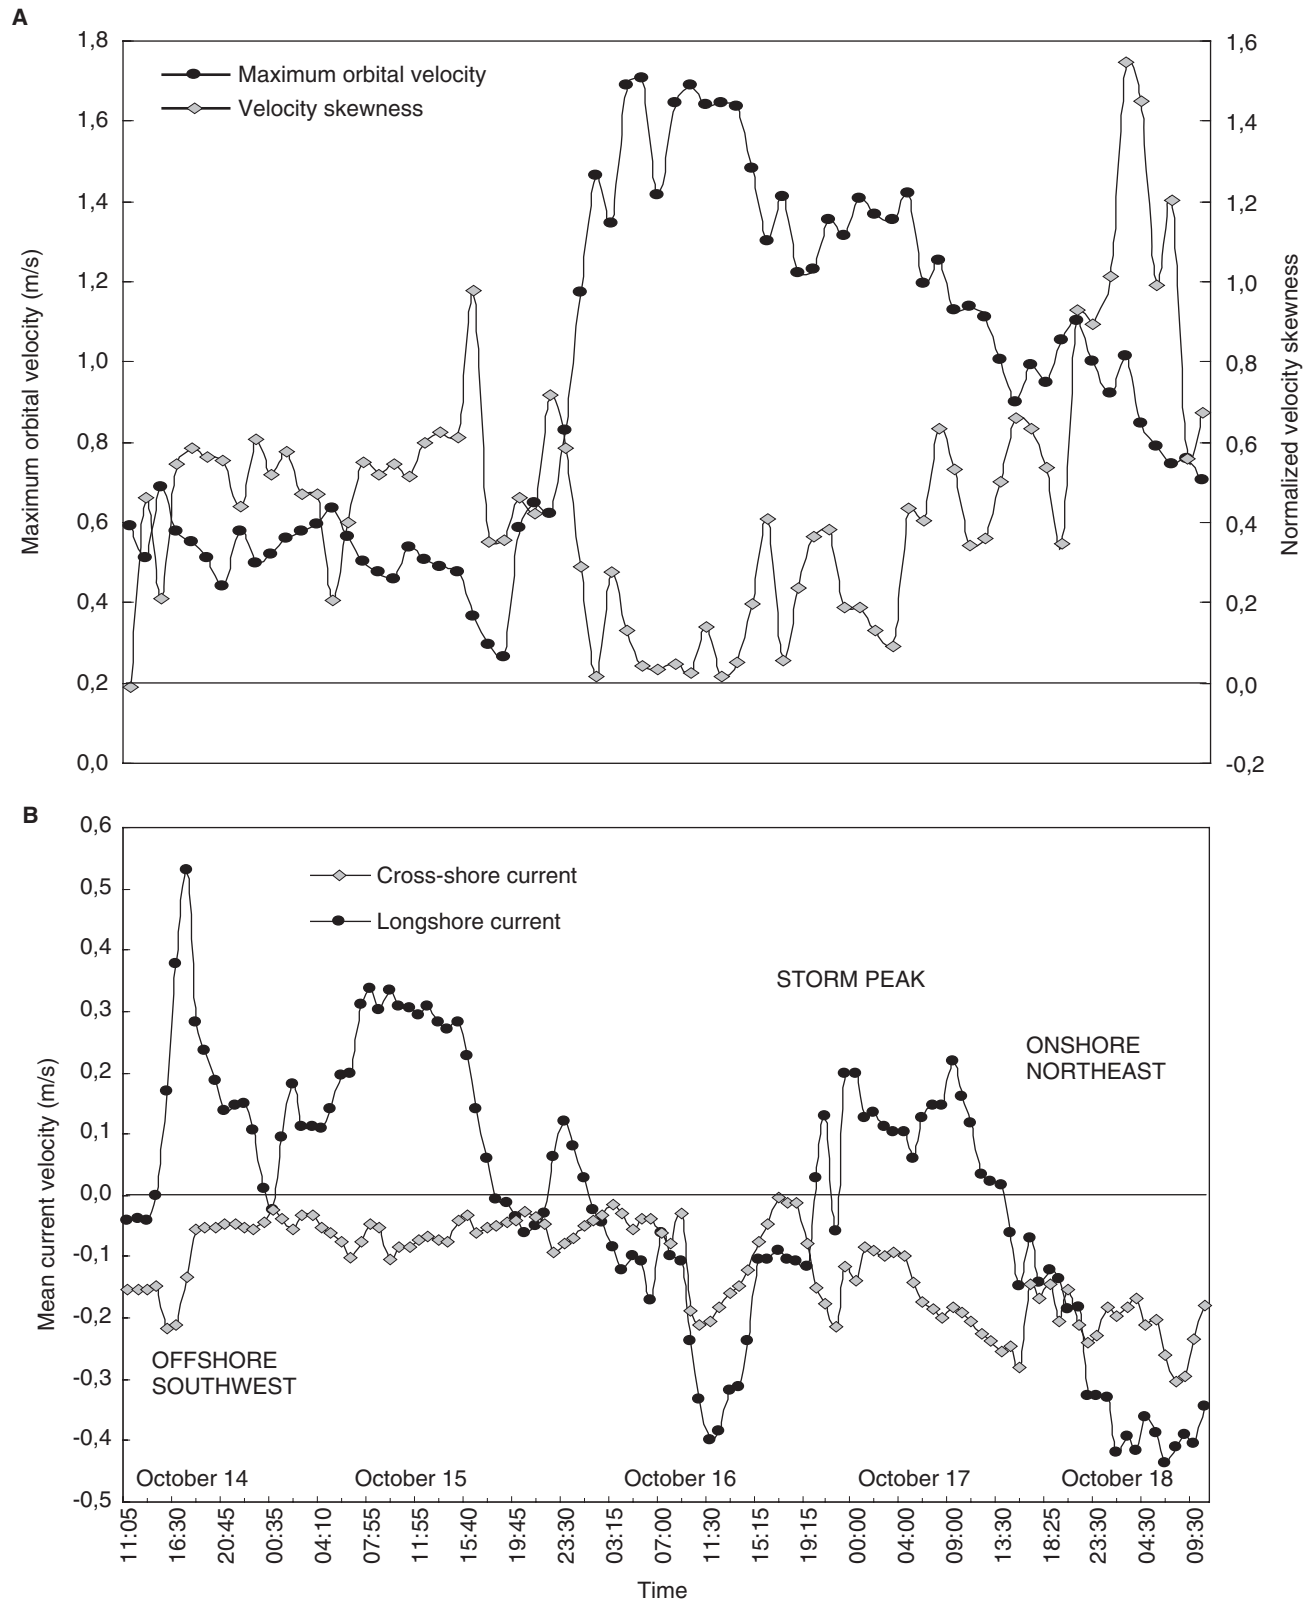 A
1,8
1,6
1,4
1,2
1,0
0,8
0,6
0,4
0,2
0,0
Maximum orbital velocity (m/s)
Maximum orbital velocity
Velocity skewness
1,6
1,4
1,2
1,0
0,8
0,6
0,4
0,2
0,0
-0,2
Normalized velocity skewness
B
0,6
0,5
0,4
0,3
0,2
0,1
0,0
-0,1
-0,2
-0,3
-0,4
-0,5
Mean current velocity (m/s)
Cross-shore current
Longshore current
STORM PEAK
ONSHORE
NORTHEAST
OFFSHORE
SOUTHWEST
October 14
October 15
October 16
October 17
October 18
11:05
16:30
20:45
00:35
04:10
07:55
11:55
15:40
19:45
23:30
03:15
07:00
11:30
15:15
19:15
00:00
04:00
09:00
13:30
18:25
23:30
04:30
09:30
Time